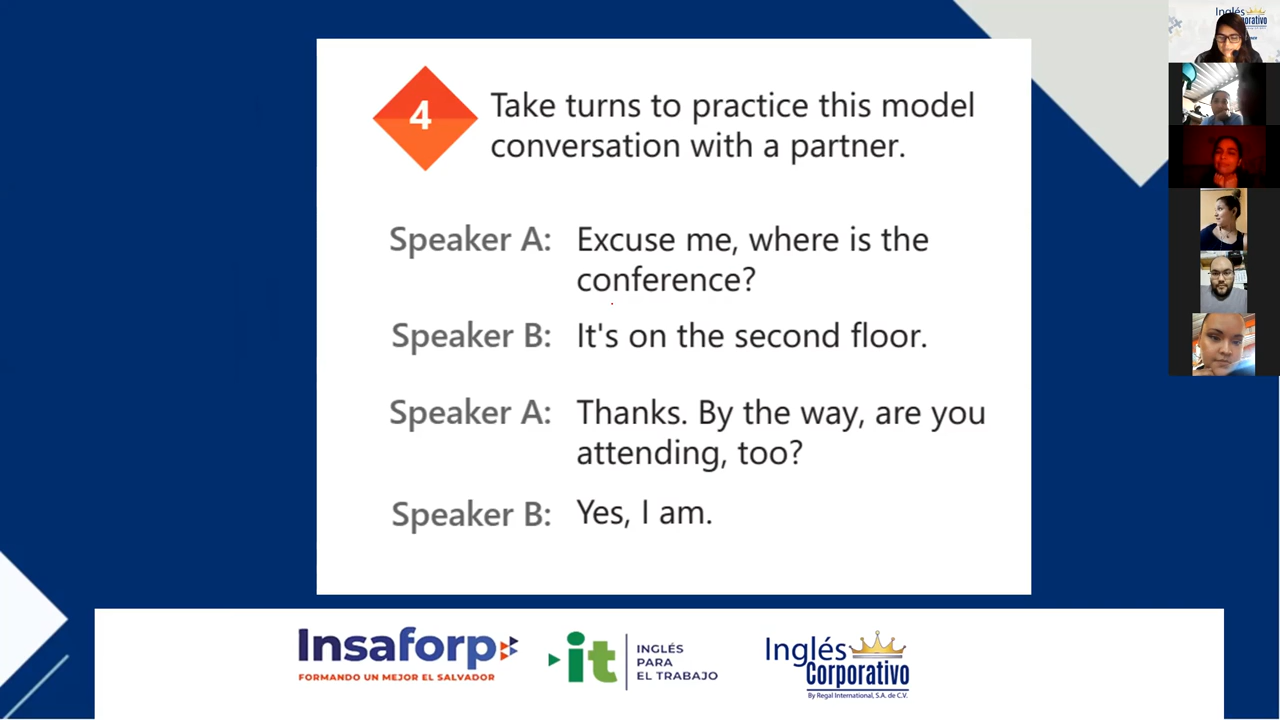 4
Take turns to practice this model
conversation with a partner.
Speaker A: Excuse me, where is the
conference?
Speaker B: It's on the second floor.
Speaker A: Thanks. By the way, are you
attending, too?
Speaker B: Yes, I am.
Insaforp
FORMANDO UN MEJOR EL SALVADOR
it
INGLÉS
PARA
EL TRABAJO
Inglés
Corporativo
By Regal International, S.A. de C.V.
Inglés